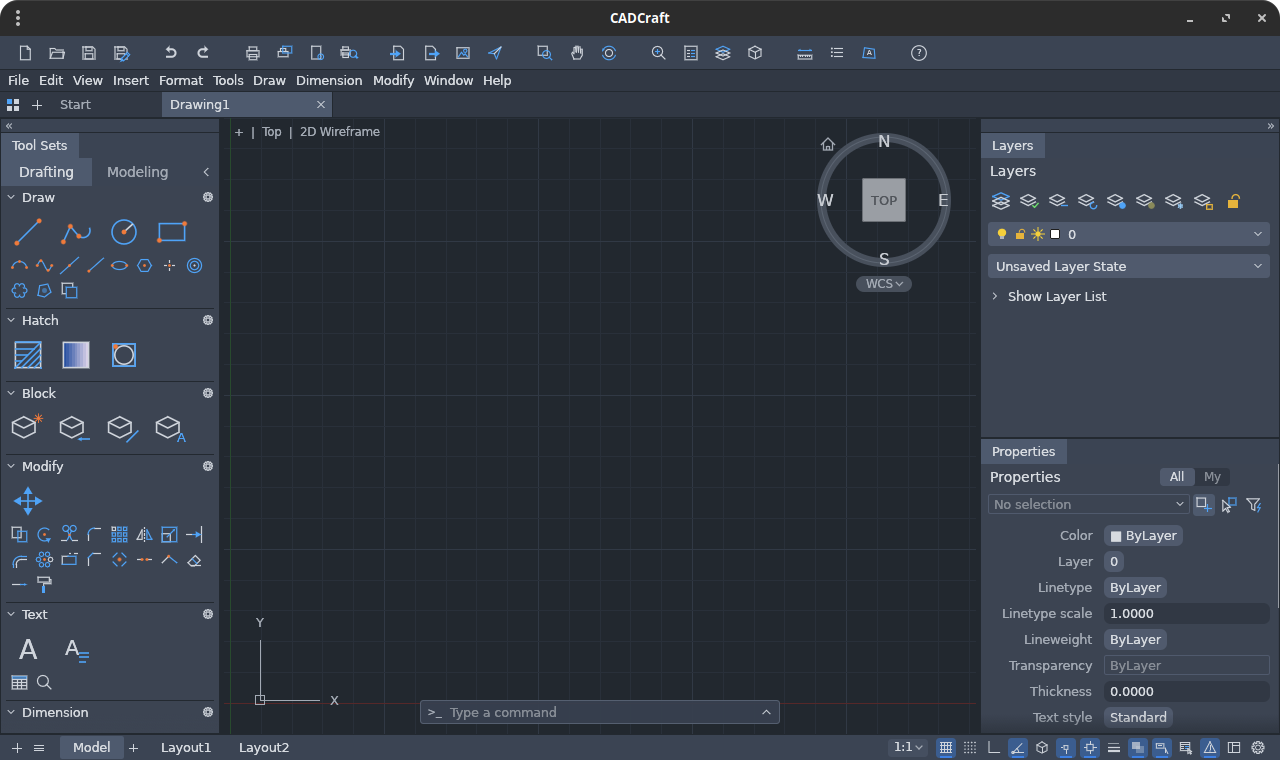 CADCraft
File Edit View Insert Format Tools Draw Dimension Modify Window Help
Start
Drawing1
Tool Sets
Drafting
Modeling
Draw
Hatch
Block
A
Modify
Text
A
A
Dimension
+ | Top | 2D Wireframe
N
W
TOP
E
S
WCS
Y
X
>_ Type a command
Layers
Layers
0
Unsaved Layer State
Show Layer List
Properties
Properties
All
My
No selection
Color ByLayer
Layer 0
Linetype ByLayer
Linetype scale 1.0000
Lineweight ByLayer
Transparency ByLayer
Thickness 0.0000
Text style Standard
Model
Layout1
Layout2
1:1